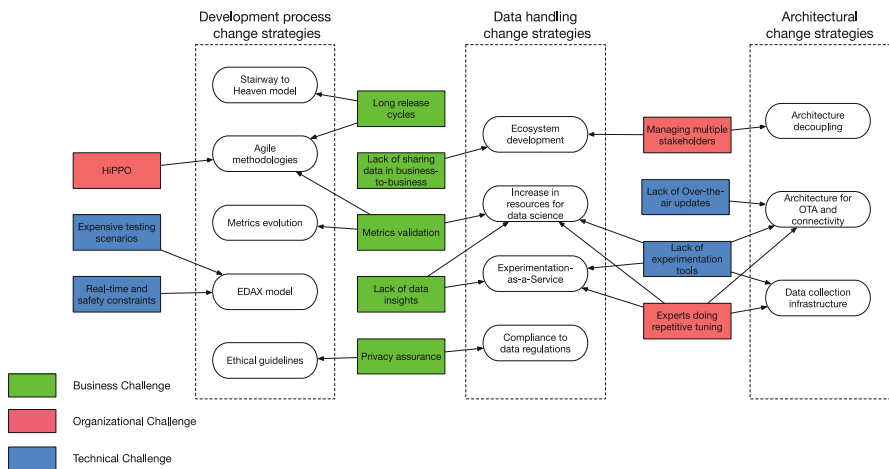 Development process
change strategies
Data handling
change strategies
Architectural
change strategies
Stairway to
Heaven model
Long release
cycles
Agile
methodologies
Ecosystem
development
Managing multiple
stakeholders
Architecture
decoupling
HiPPO
Lack of sharing
data in business-
to-business
Lack of Over-the-
air updates
Increase in
resources for
data science
Architecture for
OTA and
connectivity
Expensive testing
scenarios
Metrics evolution
Metrics validation
Lack of
experimentation
tools
Experimentation-
as-a-Service
Real-time and
safety constraints
EDAX model
Lack of data
insights
Data collection
infrastructure
Experts doing
repetitive tuning
Ethical guidelines
Privacy assurance
Compliance to
data regulations
Business Challenge
Organizational Challenge
Technical Challenge